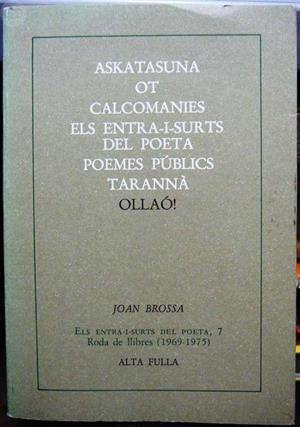 ASKATASUNA
OT
CALCOMANIES
ELS ENTRA-I-SURTS
DEL POETA
POEMES PÚBLICS
TARANNÀ
OLLAÓ!
JOAN BROSSA
ELS ENTRA-I-SURTS DEL POETA, 7
Roda de llibres (1969-1975)
ALTA FULLA